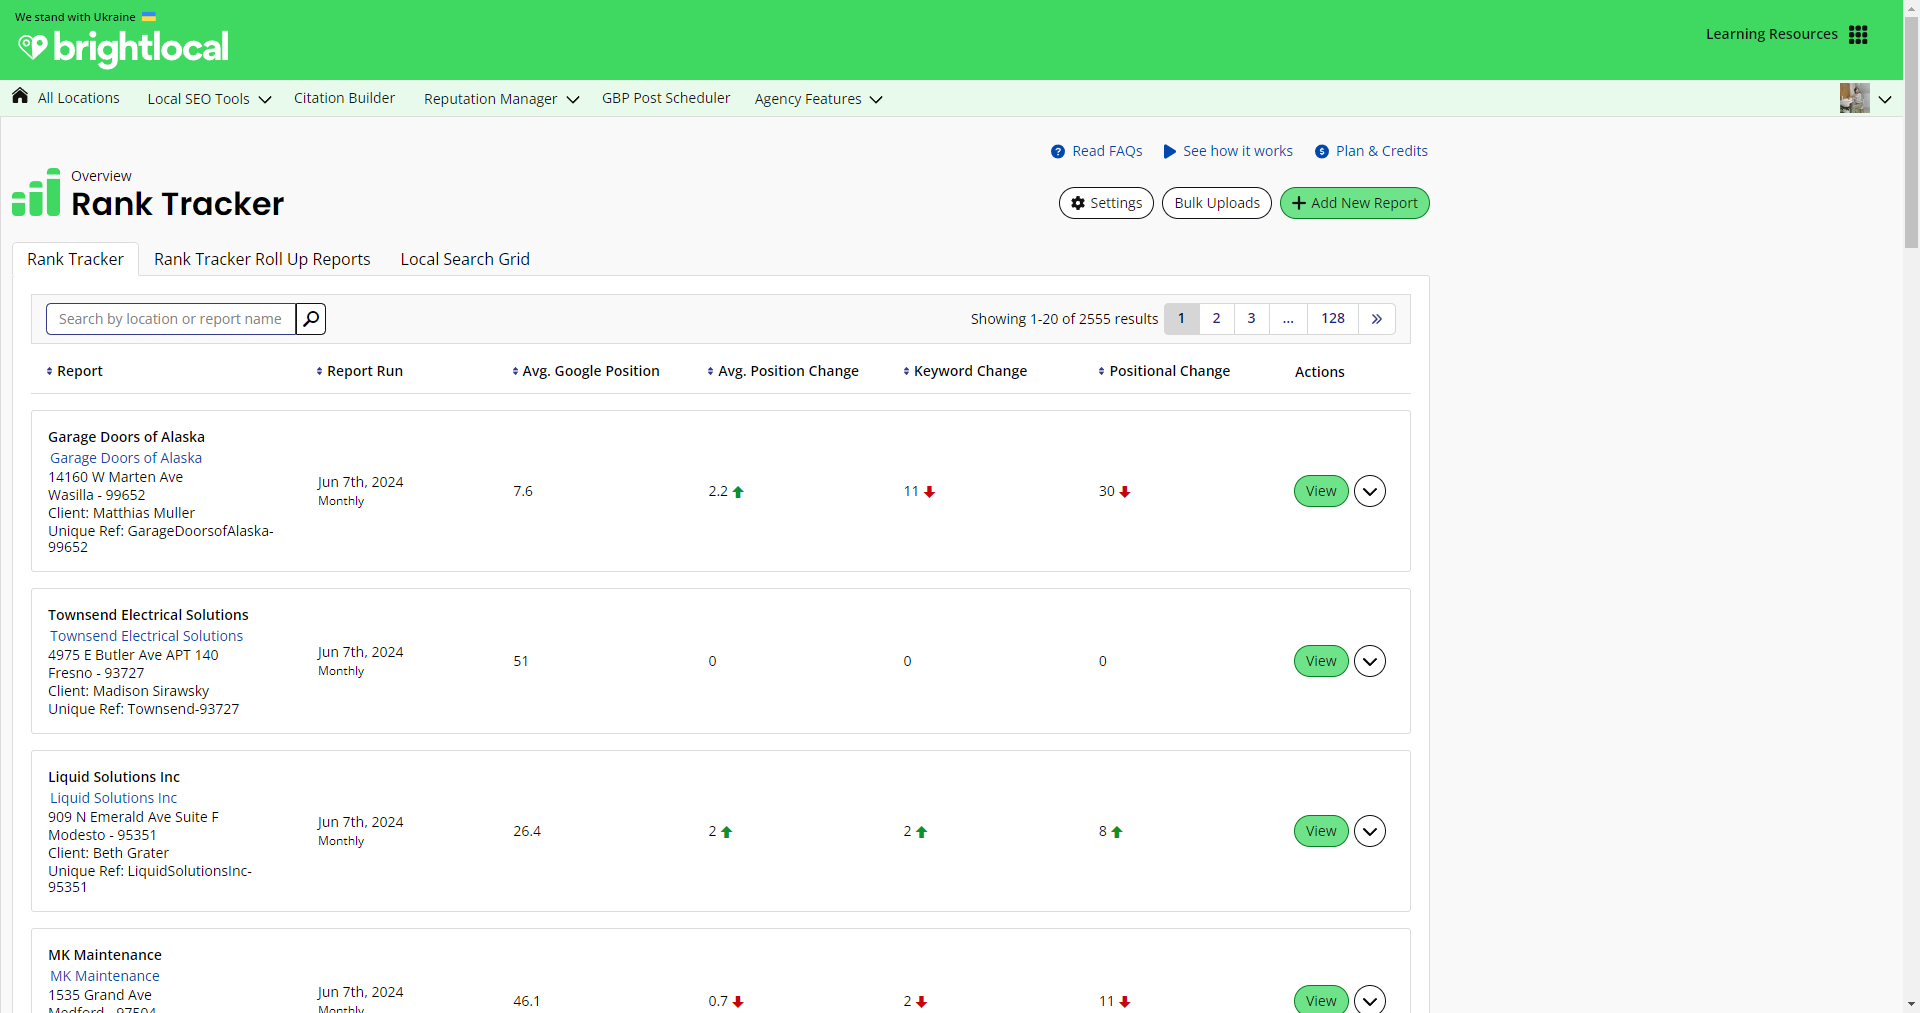 We stand with Ukraine
brightlocal
Learning Resources
All Locations
Local SEO Tools
Citation Builder
Reputation Manager
GBP Post Scheduler
Agency Features
Read FAQs
See how it works
Plan & Credits
Overview
Rank Tracker
Settings
Bulk Uploads
Add New Report
Rank Tracker
Rank Tracker Roll Up Reports
Local Search Grid
Search by location or report name
Showing 1-20 of 2555 results
1
2
3
...
128
»
Report
Report Run
Avg. Google Position
Avg. Position Change
Keyword Change
Positional Change
Actions
Garage Doors of Alaska
Garage Doors of Alaska
14160 W Marten Ave
Wasilla - 99652
Client: Matthias Muller
Unique Ref: GarageDoorsofAlaska-
99652
Jun 7th, 2024
Monthly
7.6
2.2
11
30
View
Townsend Electrical Solutions
Townsend Electrical Solutions
4975 E Butler Ave APT 140
Fresno - 93727
Client: Madison Sirawsky
Unique Ref: Townsend-93727
Jun 7th, 2024
Monthly
51
0
0
0
View
Liquid Solutions Inc
Liquid Solutions Inc
909 N Emerald Ave Suite F
Modesto - 95351
Client: Beth Grater
Unique Ref: LiquidSolutionsInc-
95351
Jun 7th, 2024
Monthly
26.4
2
2
8
View
MK Maintenance
MK Maintenance
1535 Grand Ave
Medford - 97504
Jun 7th, 2024
Monthly
46.1
0.7
2
11
View